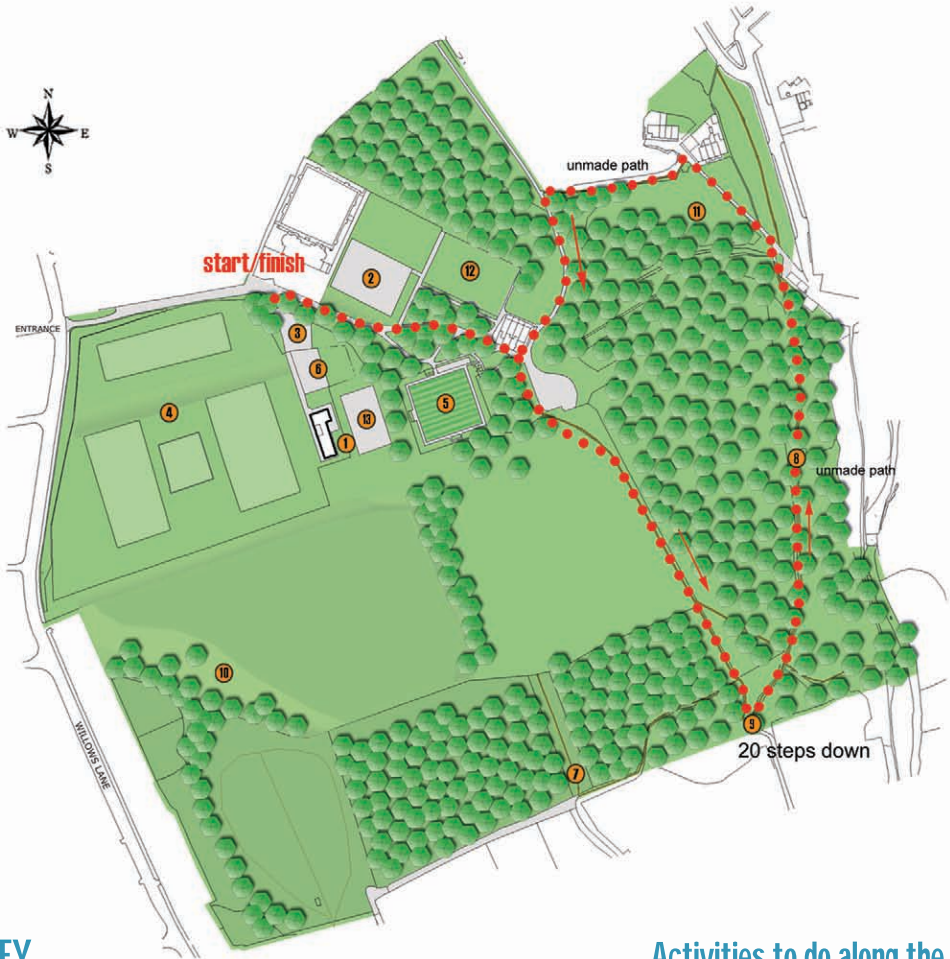 N
W E
S
unmade path
11
start/finish
2
12
ENTRANCE
3
6
4
5
13
1
8
unmade path
10
9
WILLOWS LANE
20 steps down
7
EY
Activities to do along the